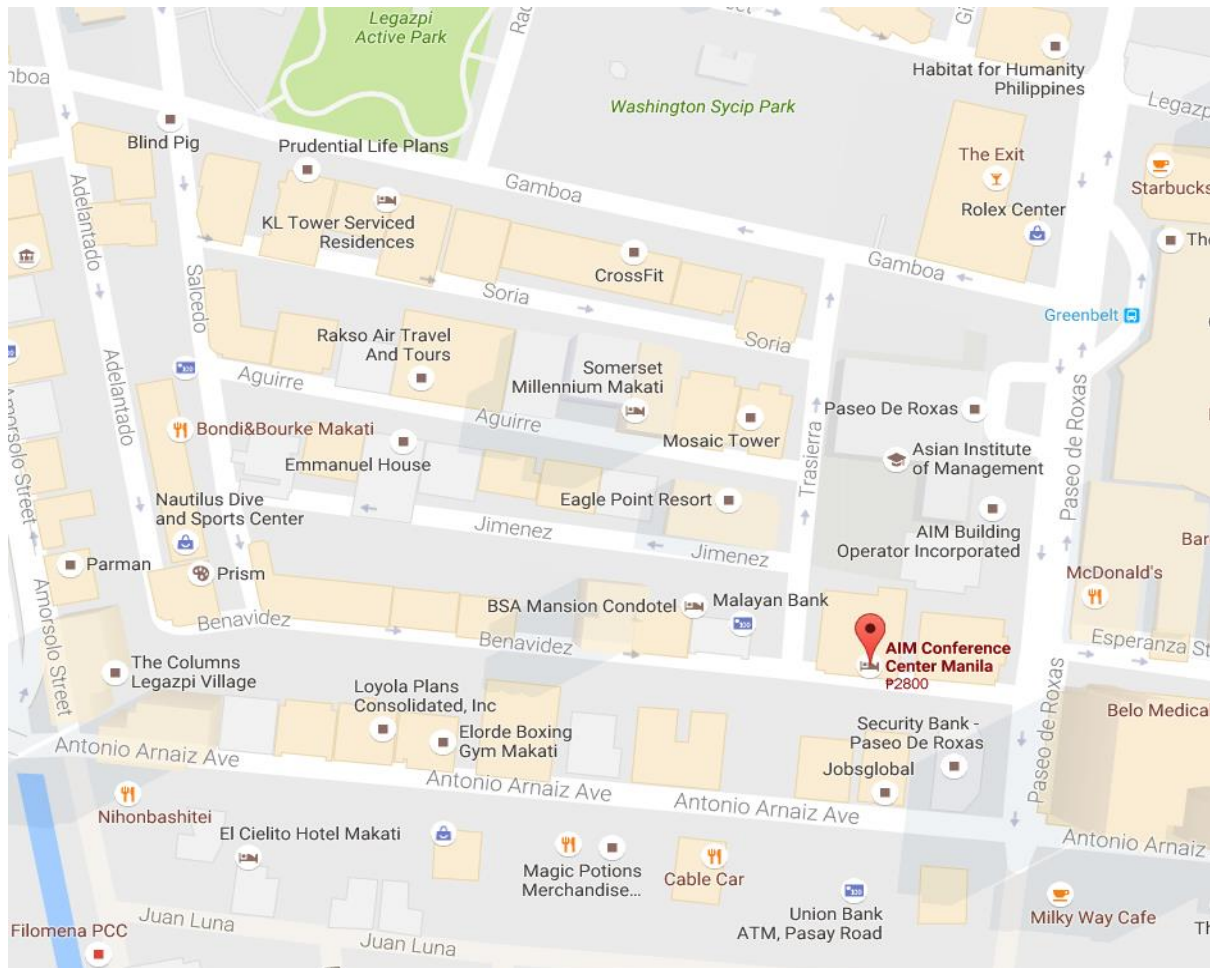 Legazpi
Active Park
Habitat for Humanity
Philippines
Washington Sycip Park
Legazpi
Blind Pig
Prudential Life Plans
The Exit
Starbucks
Gamboa
Rolex Center
KL Tower Serviced
Residences
Adelantado
CrossFit
Gamboa
Salcedo
Soria
Greenbelt
Rakso Air Travel
And Tours
Soria
Somerset
Millennium Makati
Aguirre
Adelantado
Aguirre
Paseo De Roxas
Bondi&Bourke Makati
Mosaic Tower
Amorsolo Street
Emmanuel House
Asian Institute
of Management
Trasierra
Paseo de Roxas
Nautilus Dive
and Sports Center
Eagle Point Resort
Jimenez
AIM Building
Operator Incorporated
Jimenez
Parman
Prism
McDonald's
BSA Mansion Condotel
Malayan Bank
Benavidez
Benavidez
Esperanza St
Amorsolo Street
AIM Conference
Center Manila
₱2800
The Columns
Legazpi Village
Loyola Plans
Consolidated, Inc
Paseo de Roxas
Belo Medical
Security Bank -
Paseo De Roxas
Elorde Boxing
Gym Makati
Antonio Arnaiz Ave
Jobsglobal
Antonio Arnaiz Ave
Antonio Arnaiz Ave
Nihonbashitei
El Cielito Hotel Makati
Antonio Arnaiz
Magic Potions
Merchandise...
Cable Car
Union Bank
ATM, Pasay Road
Milky Way Cafe
Juan Luna
Filomena PCC
Juan Luna